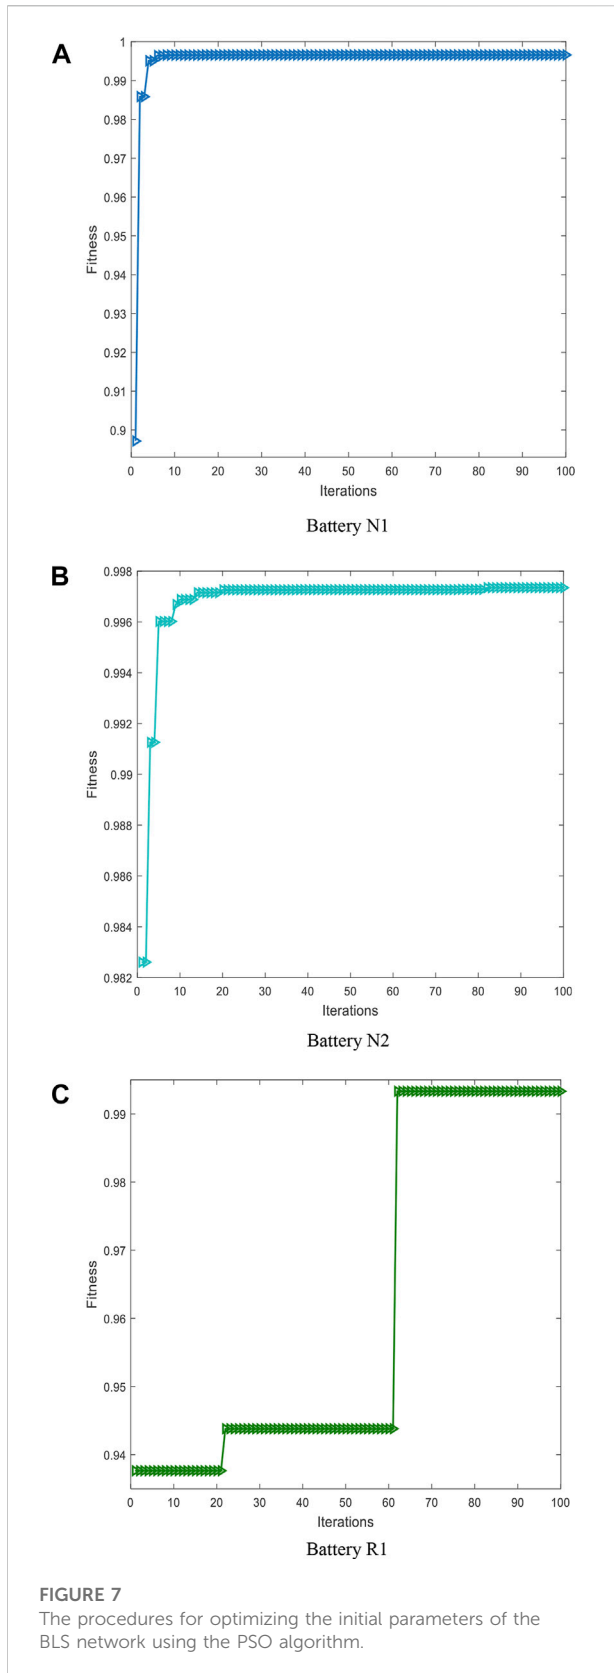 A
1
0.99
0.98
0.97
0.96
0.95
0.94
0.93
0.92
0.91
0.9
Fitness
0 10 20 30 40 50 60 70 80 90 100
Iterations
Battery N1
B
0.998
0.996
0.994
0.992
0.99
0.988
0.986
0.984
0.982
Fitness
0 10 20 30 40 50 60 70 80 90 100
Iterations
Battery N2
C
0.99
0.98
0.97
0.96
0.95
0.94
Fitness
0 10 20 30 40 50 60 70 80 90 100
Iterations
Battery R1
FIGURE 7
The procedures for optimizing the initial parameters of the
BLS network using the PSO algorithm.